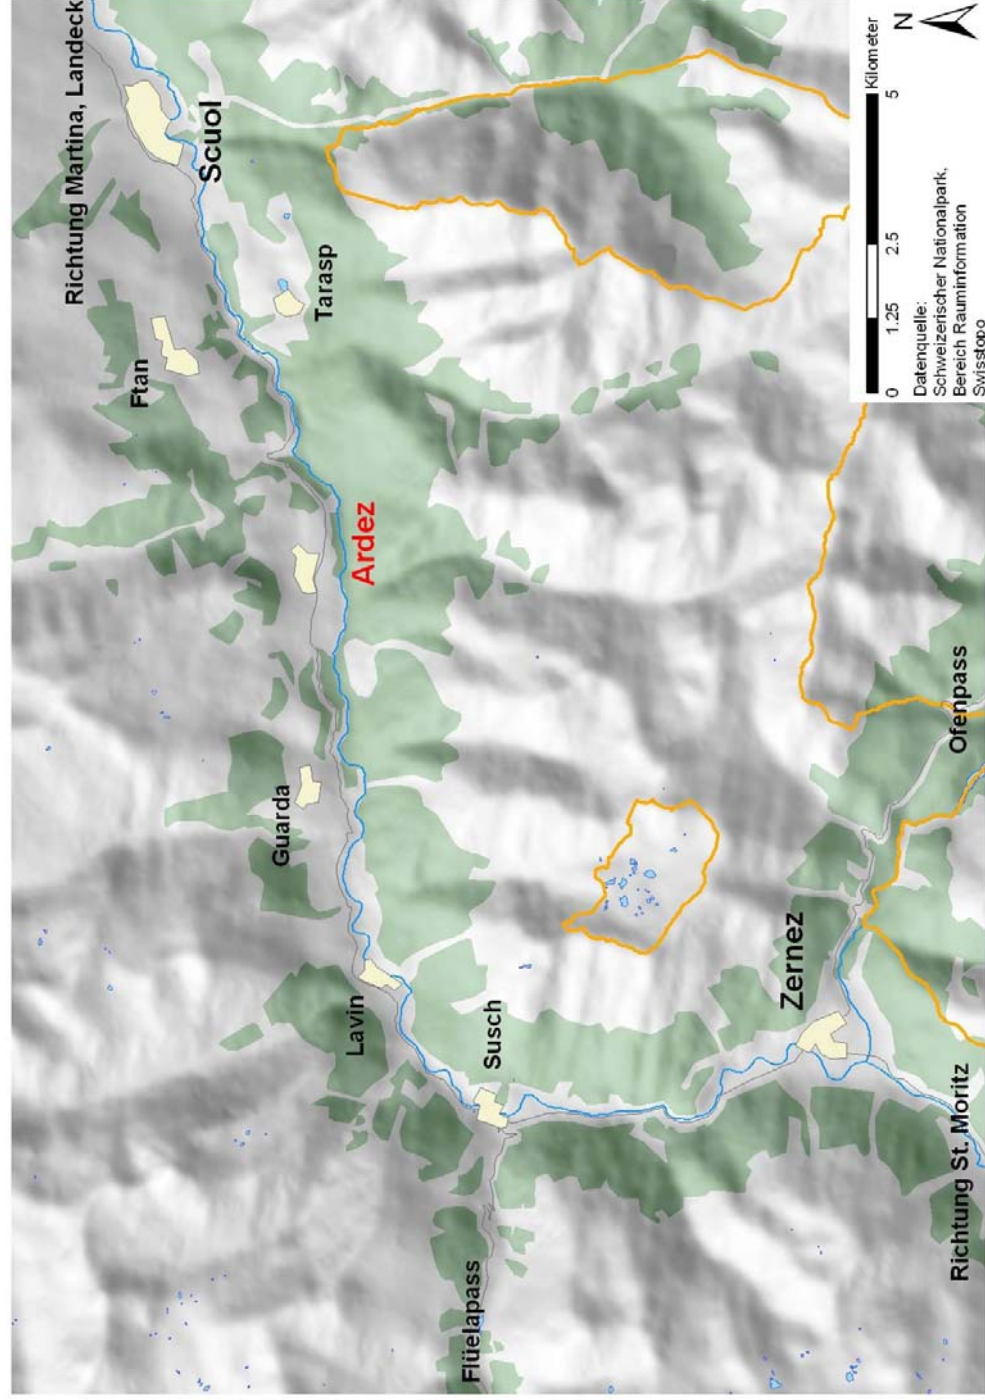 Richtung Martina, Landeck
Scuol
Ftan
Tarasp
Ardez
Guarda
Lavin
Susch
Flüelapass
Zernez
Ofenpass
Richtung St. Moritz
N
0 1.25 2.5 5 Kilometer
Datenquelle:
Schweizerischer Nationalpark,
Bereich Rauminformation
Swisstopo